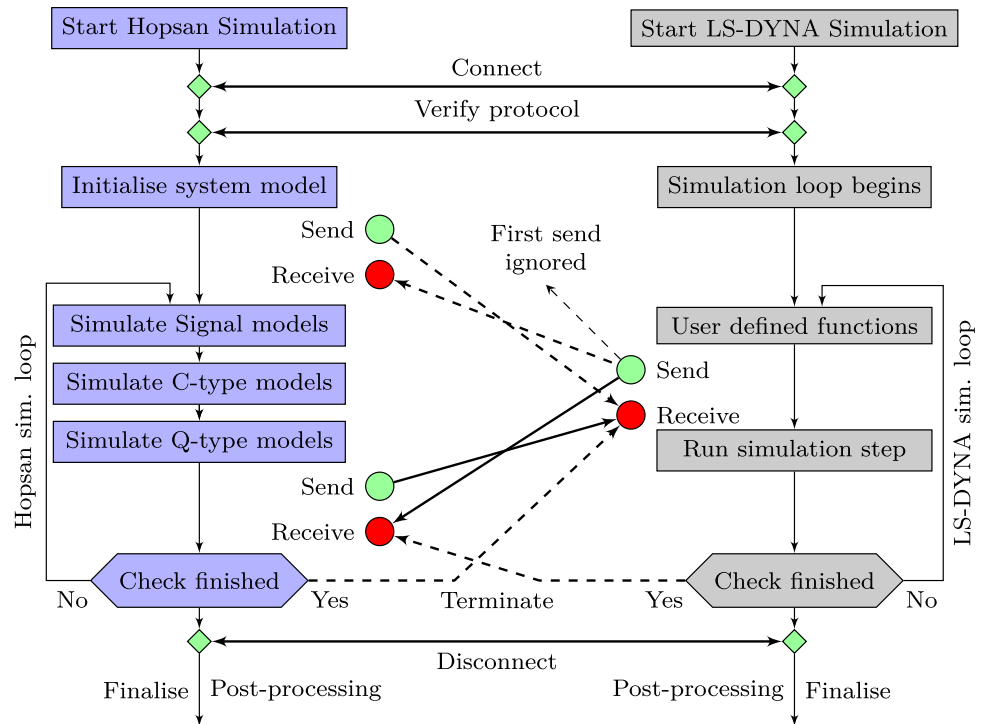 Start Hopsan Simulation
Start LS-DYNA Simulation
Connect
Verify protocol
Initialise system model
Simulation loop begins
Send
Receive
First send
ignored
Simulate Signal models
User defined functions
Simulate C-type models
Send
Receive
Simulate Q-type models
Run simulation step
Hopsan sim. loop
LS-DYNA sim. loop
Send
Receive
Check finished
Check finished
No
Yes
Terminate
Yes
No
Disconnect
Finalise
Post-processing
Post-processing
Finalise